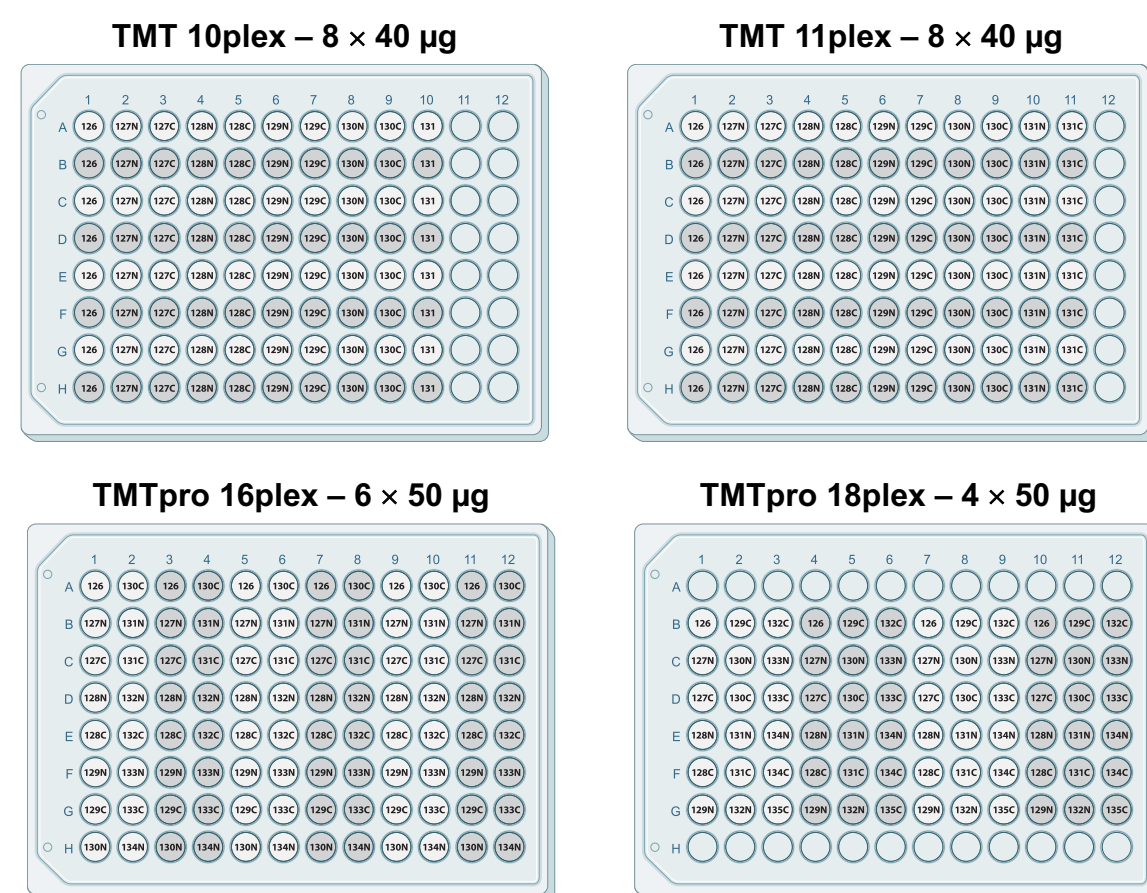 TMT 10plex – 8 × 40 µg
1 2 3 4 5 6 7 8 9 10 11 12
A 126 127N 127C 128N 128C 129N 129C 130N 130C 131
B 126 127N 127C 128N 128C 129N 129C 130N 130C 131
C 126 127N 127C 128N 128C 129N 129C 130N 130C 131
D 126 127N 127C 128N 128C 129N 129C 130N 130C 131
E 126 127N 127C 128N 128C 129N 129C 130N 130C 131
F 126 127N 127C 128N 128C 129N 129C 130N 130C 131
G 126 127N 127C 128N 128C 129N 129C 130N 130C 131
H 126 127N 127C 128N 128C 129N 129C 130N 130C 131
TMT 11plex – 8 × 40 µg
1 2 3 4 5 6 7 8 9 10 11 12
A 126 127N 127C 128N 128C 129N 129C 130N 130C 131N 131C
B 126 127N 127C 128N 128C 129N 129C 130N 130C 131N 131C
C 126 127N 127C 128N 128C 129N 129C 130N 130C 131N 131C
D 126 127N 127C 128N 128C 129N 129C 130N 130C 131N 131C
E 126 127N 127C 128N 128C 129N 129C 130N 130C 131N 131C
F 126 127N 127C 128N 128C 129N 129C 130N 130C 131N 131C
G 126 127N 127C 128N 128C 129N 129C 130N 130C 131N 131C
H 126 127N 127C 128N 128C 129N 129C 130N 130C 131N 131C
TMTpro 16plex – 6 × 50 µg
1 2 3 4 5 6 7 8 9 10 11 12
A 126 130C 126 130C 126 130C 126 130C 126 130C 126 130C
B 127N 131N 127N 131N 127N 131N 127N 131N 127N 131N 127N 131N
C 127C 131C 127C 131C 127C 131C 127C 131C 127C 131C 127C 131C
D 128N 132N 128N 132N 128N 132N 128N 132N 128N 132N 128N 132N
E 128C 132C 128C 132C 128C 132C 128C 132C 128C 132C 128C 132C
F 129N 133N 129N 133N 129N 133N 129N 133N 129N 133N 129N 133N
G 129C 133C 129C 133C 129C 133C 129C 133C 129C 133C 129C 133C
H 130N 134N 130N 134N 130N 134N 130N 134N 130N 134N 130N 134N
TMTpro 18plex – 4 × 50 µg
1 2 3 4 5 6 7 8 9 10 11 12
A
B 126 129C 132C 126 129C 132C 126 129C 132C 126 129C 132C
C 127N 130N 133N 127N 130N 133N 127N 130N 133N 127N 130N 133N
D 127C 130C 133C 127C 130C 133C 127C 130C 133C 127C 130C 133C
E 128N 131N 134N 128N 131N 134N 128N 131N 134N 128N 131N 134N
F 128C 131C 134C 128C 131C 134C 128C 131C 134C 128C 131C 134C
G 129N 132N 135C 129N 132N 135C 129N 132N 135C 129N 132N 135C
H